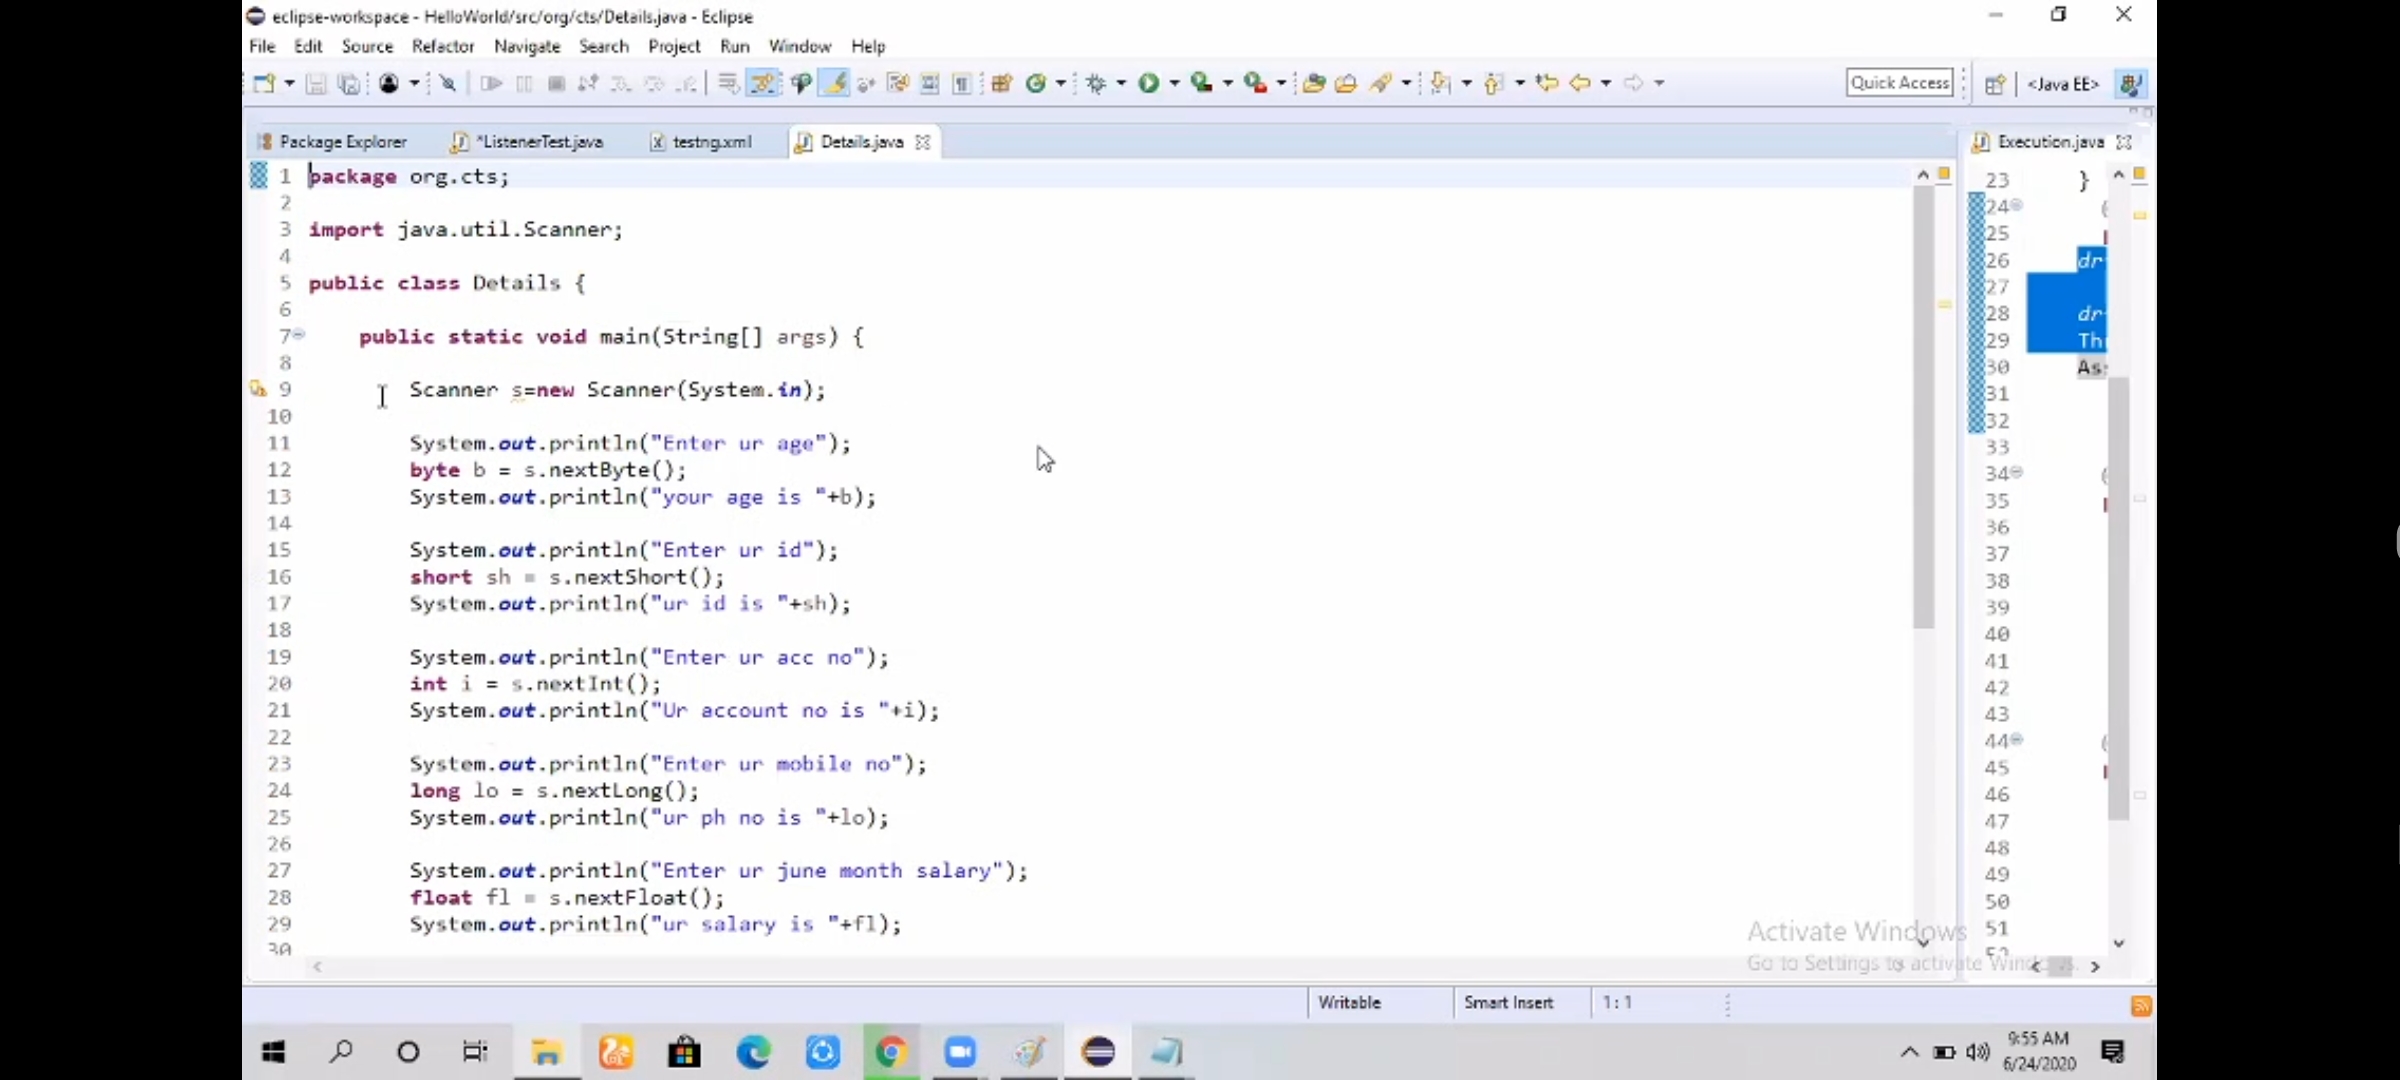 eclipse-workspace - HelloWorld/src/org/cts/Details.java - Eclipse
File Edit Source Refactor Navigate Search Project Run Window Help
Quick Access <Java EE>
Package Explorer *ListenerTest.java testng.xml Details.java Execution.java
1 package org.cts;
2
3 import java.util.Scanner;
4
5 public class Details {
6
7 public static void main(String[] args) {
8
9 Scanner s=new Scanner(System.in);
10
11 System.out.println("Enter ur age");
12 byte b = s.nextByte();
13 System.out.println("your age is "+b);
14
15 System.out.println("Enter ur id");
16 short sh = s.nextShort();
17 System.out.println("ur id is "+sh);
18
19 System.out.println("Enter ur acc no");
20 int i = s.nextInt();
21 System.out.println("Ur account no is "+i);
22
23 System.out.println("Enter ur mobile no");
24 long lo = s.nextLong();
25 System.out.println("ur ph no is "+lo);
26
27 System.out.println("Enter ur june month salary");
28 float fl = s.nextFloat();
29 System.out.println("ur salary is "+fl);
30
23 }
24
25
26 dr
27
28 dr
29 Th
30 As
31
32
33
34
35
36
37
38
39
40
41
42
43
44
45
46
47
48
49
50
51
52
Activate Windows
Go to Settings to activate Windows.
Writable Smart Insert 1:1
9:55 AM
6/24/2020